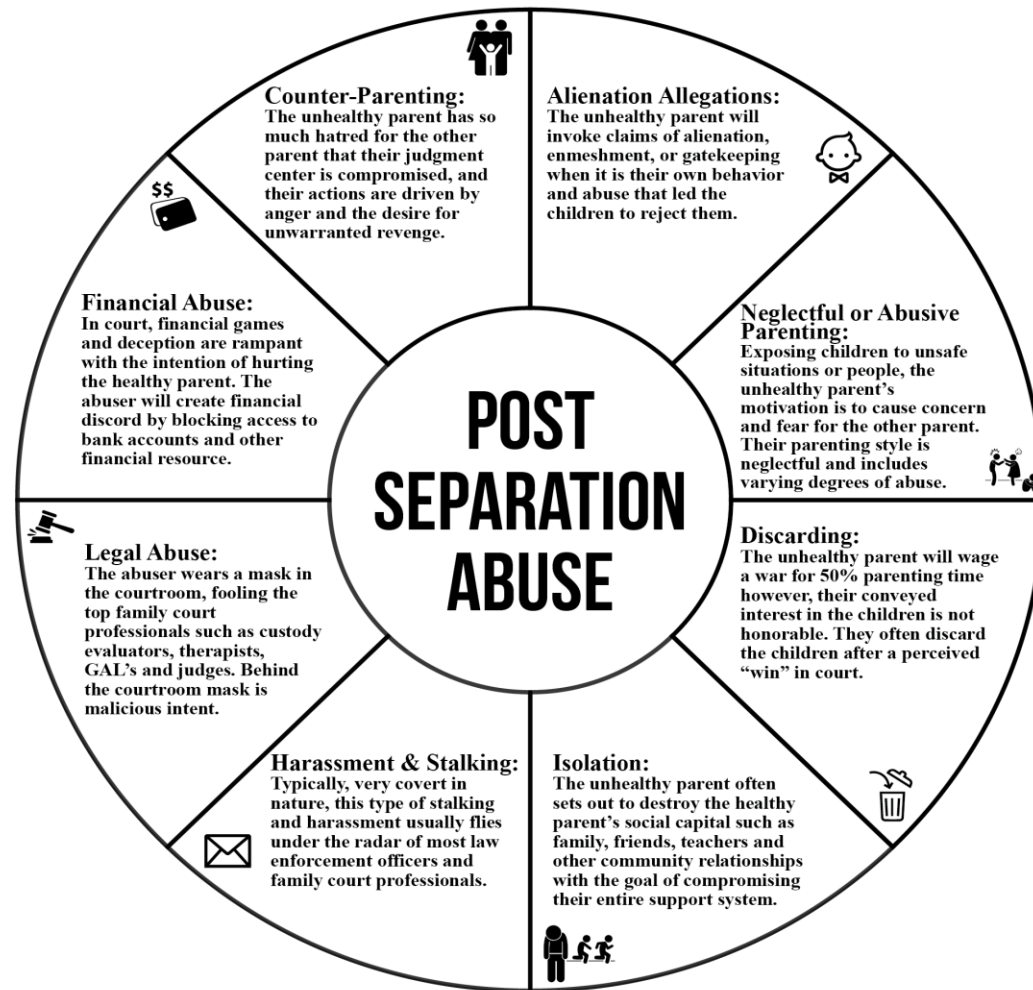 Counter-Parenting:
The unhealthy parent has so
much hatred for the other
parent that their judgment
center is compromised, and
their actions are driven by
anger and the desire for
unwarranted revenge.
Alienation Allegations:
The unhealthy parent will
invoke claims of alienation,
enmeshment, or gatekeeping
when it is their own behavior
and abuse that led the
children to reject them.
$$
Financial Abuse:
In court, financial games
and deception are rampant
with the intention of hurting
the healthy parent. The
abuser will create financial
discord by blocking access to
bank accounts and other
financial resource.
Neglectful or Abusive
Parenting:
Exposing children to unsafe
situations or people, the
unhealthy parent’s
motivation is to cause concern
and fear for the other parent.
Their parenting style is
neglectful and includes
varying degrees of abuse.
POST
SEPARATION
ABUSE
Legal Abuse:
The abuser wears a mask in
the courtroom, fooling the
top family court
professionals such as custody
evaluators, therapists,
GAL’s and judges. Behind
the courtroom mask is
malicious intent.
Discarding:
The unhealthy parent will wage
a war for 50% parenting time
however, their conveyed
interest in the children is not
honorable. They often discard
the children after a perceived
“win” in court.
Harassment & Stalking:
Typically, very covert in
nature, this type of stalking
and harassment usually flies
under the radar of most law
enforcement officers and
family court professionals.
Isolation:
The unhealthy parent often
sets out to destroy the healthy
parent’s social capital such as
family, friends, teachers and
other community relationships
with the goal of compromising
their entire support system.